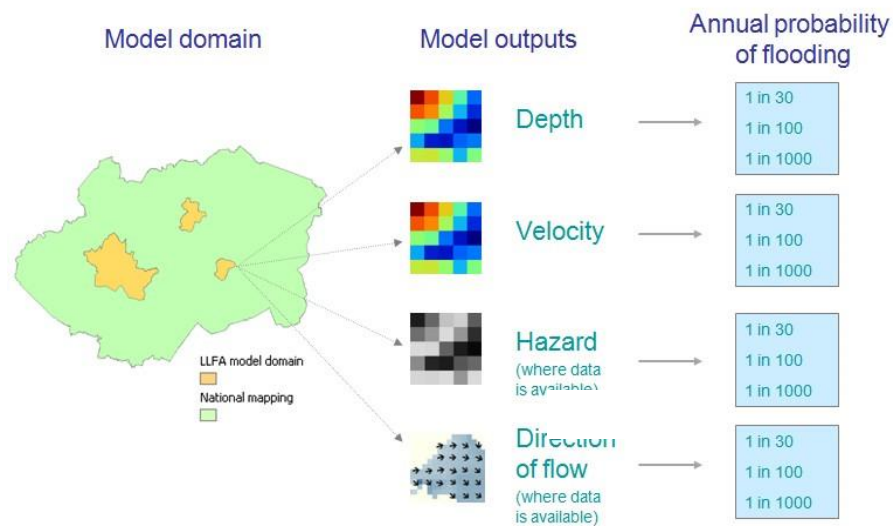 Model domain
Model outputs
Annual probability
of flooding
LLFA model domain
National mapping
Depth
1 in 30
1 in 100
1 in 1000
Velocity
1 in 30
1 in 100
1 in 1000
Hazard
(where data
is available)
1 in 30
1 in 100
1 in 1000
Direction
of flow
(where data
is available)
1 in 30
1 in 100
1 in 1000